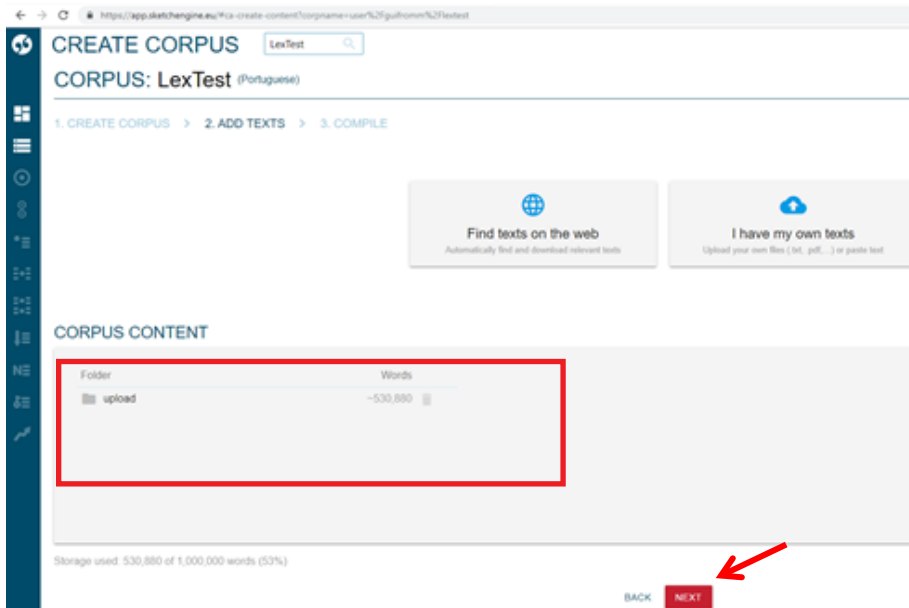 https://app.sketchengine.eu/#ca-create-content?corpname=user%2Fguifromm%2Flextest
CREATE CORPUS LexTest
CORPUS: LexTest (Portuguese)
1. CREATE CORPUS > 2. ADD TEXTS > 3. COMPILE
Find texts on the web
Automatically find and download relevant texts
I have my own texts
Upload your own files (.txt, .pdf,...) or paste text
CORPUS CONTENT
Folder Words
upload ~530,880
Storage used: 530,880 of 1,000,000 words (53%)
BACK NEXT